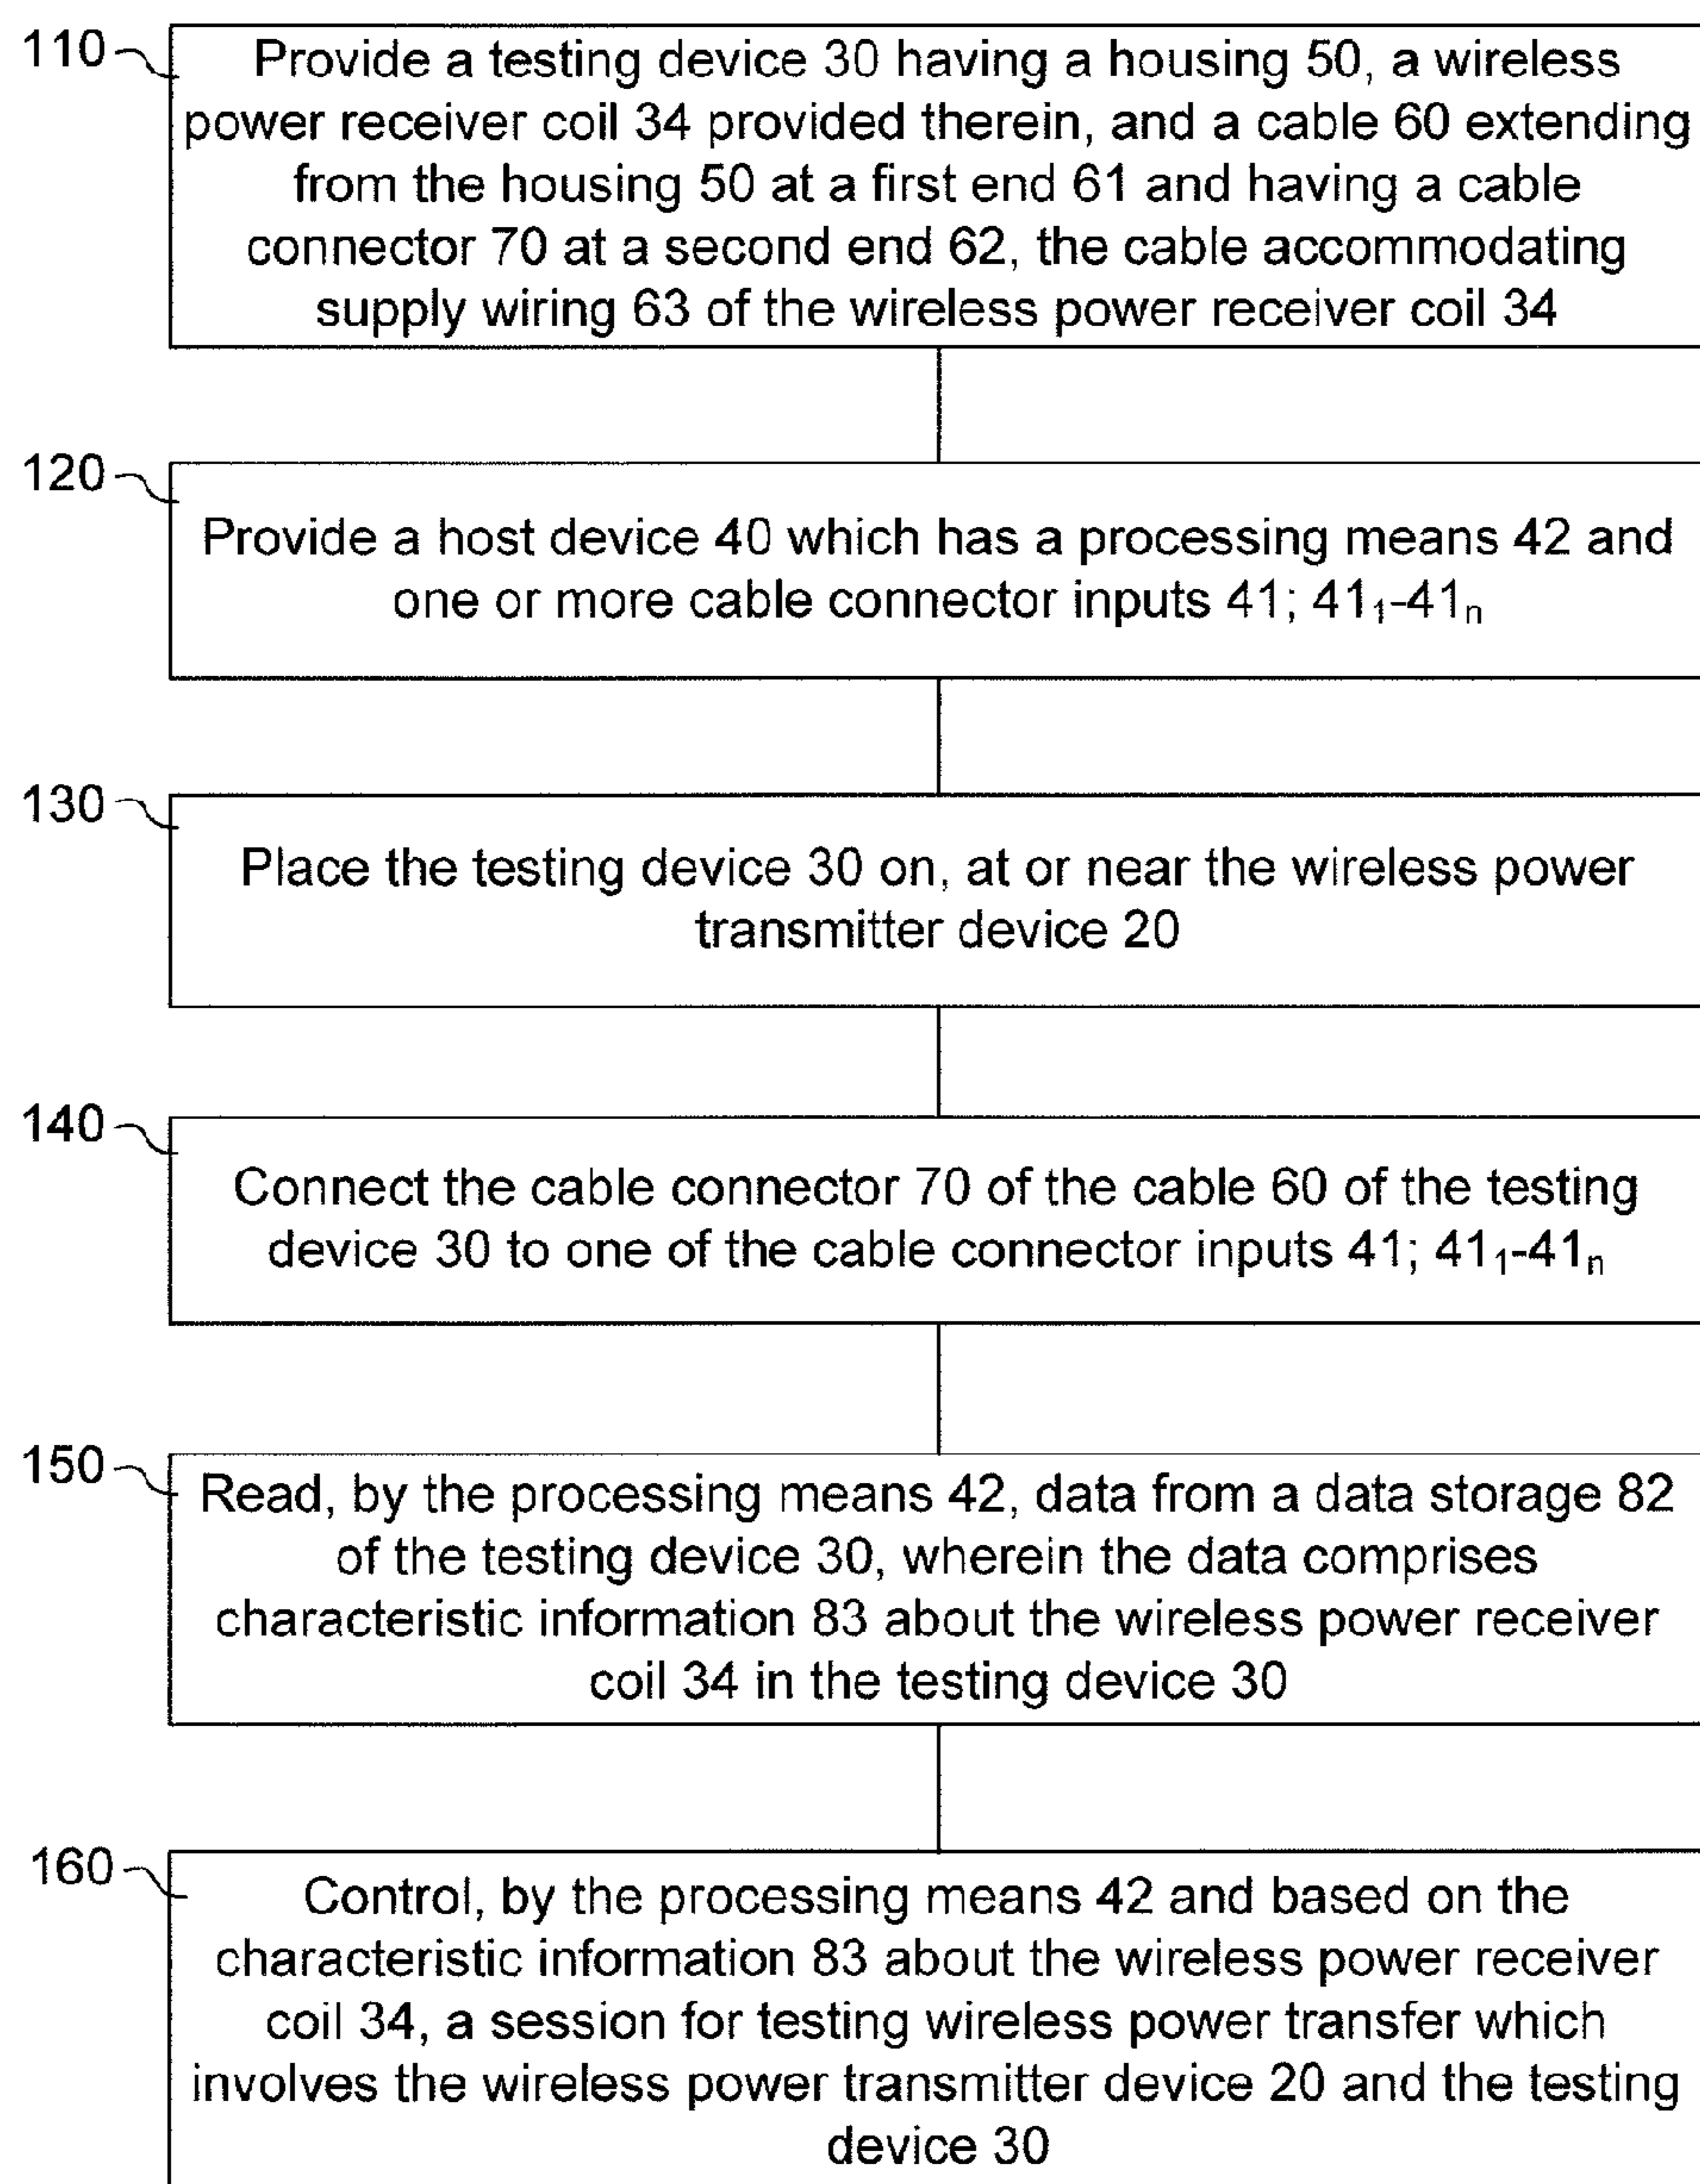 110
Provide a testing device 30 having a housing 50, a wireless
power receiver coil 34 provided therein, and a cable 60 extending
from the housing 50 at a first end 61 and having a cable
connector 70 at a second end 62, the cable accommodating
supply wiring 63 of the wireless power receiver coil 34
120
Provide a host device 40 which has a processing means 42 and
one or more cable connector inputs 41; 41₁-41ₙ
130
Place the testing device 30 on, at or near the wireless power
transmitter device 20
140
Connect the cable connector 70 of the cable 60 of the testing
device 30 to one of the cable connector inputs 41; 41₁-41ₙ
150
Read, by the processing means 42, data from a data storage 82
of the testing device 30, wherein the data comprises
characteristic information 83 about the wireless power receiver
coil 34 in the testing device 30
160
Control, by the processing means 42 and based on the
characteristic information 83 about the wireless power receiver
coil 34, a session for testing wireless power transfer which
involves the wireless power transmitter device 20 and the testing
device 30